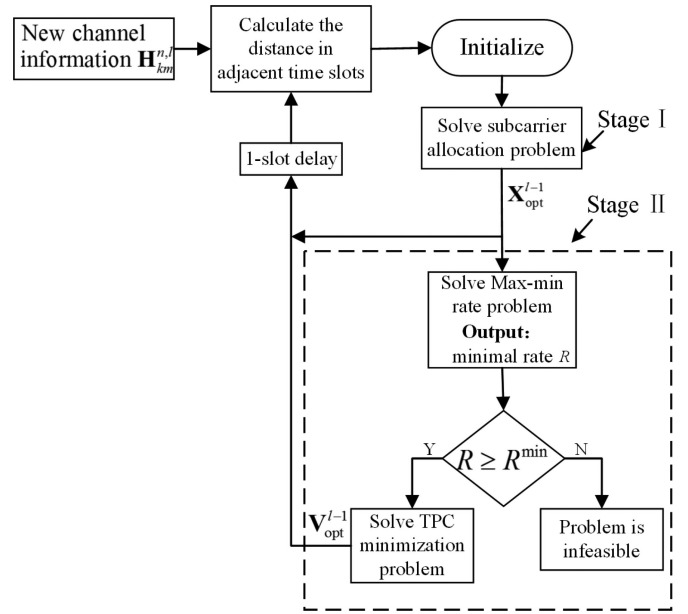 New channel
information H_{km}^{n,l}
Calculate the
distance in
adjacent time slots
Initialize
Stage Ⅰ
Solve subcarrier
allocation problem
1-slot delay
X_{opt}^{l-1}
Stage Ⅱ
Solve Max-min
rate problem
Output:
minimal rate R
Y
R ≥ R^{min}
N
V_{opt}^{l-1}
Solve TPC
minimization
problem
Problem is
infeasible